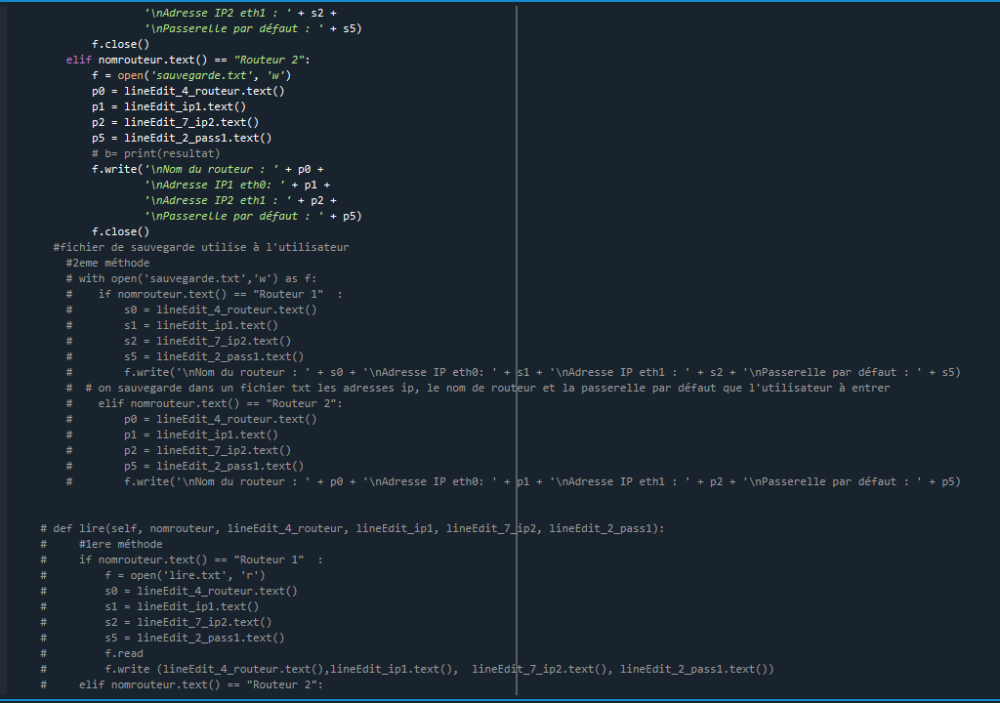 '\nAdresse IP2 eth1 : ' + s2 +
'\nPasserelle par défaut : ' + s5)
f.close()
elif nomrouteur.text() == "Routeur 2":
f = open('sauvegarde.txt', 'w')
p0 = lineEdit_4_routeur.text()
p1 = lineEdit_ip1.text()
p2 = lineEdit_7_ip2.text()
p5 = lineEdit_2_pass1.text()
# b= print(resultat)
f.write('\nNom du routeur : ' + p0 +
'\nAdresse IP1 eth0: ' + p1 +
'\nAdresse IP2 eth1 : ' + p2 +
'\nPasserelle par défaut : ' + p5)
f.close()
#fichier de sauvegarde utilise à l'utilisateur
#2eme méthode
# with open('sauvegarde.txt','w') as f:
#    if nomrouteur.text() == "Routeur 1"  :
#        s0 = lineEdit_4_routeur.text()
#        s1 = lineEdit_ip1.text()
#        s2 = lineEdit_7_ip2.text()
#        s5 = lineEdit_2_pass1.text()
#        f.write('\nNom du routeur : ' + s0 + '\nAdresse IP eth0: ' + s1 + '\nAdresse IP eth1 : ' + s2 + '\nPasserelle par défaut : ' + s5)
#  # on sauvegarde dans un fichier txt les adresses ip, le nom de routeur et la passerelle par défaut que l'utilisateur à entrer
#    elif nomrouteur.text() == "Routeur 2":
#        p0 = lineEdit_4_routeur.text()
#        p1 = lineEdit_ip1.text()
#        p2 = lineEdit_7_ip2.text()
#        p5 = lineEdit_2_pass1.text()
#        f.write('\nNom du routeur : ' + p0 + '\nAdresse IP eth0: ' + p1 + '\nAdresse IP eth1 : ' + p2 + '\nPasserelle par défaut : ' + p5)
# def lire(self, nomrouteur, lineEdit_4_routeur, lineEdit_ip1, lineEdit_7_ip2, lineEdit_2_pass1):
#     #1ere méthode
#     if nomrouteur.text() == "Routeur 1"  :
#         f = open('lire.txt', 'r')
#         s0 = lineEdit_4_routeur.text()
#         s1 = lineEdit_ip1.text()
#         s2 = lineEdit_7_ip2.text()
#         s5 = lineEdit_2_pass1.text()
#         f.read
#         f.write (lineEdit_4_routeur.text(),lineEdit_ip1.text(),  lineEdit_7_ip2.text(), lineEdit_2_pass1.text())
#     elif nomrouteur.text() == "Routeur 2":